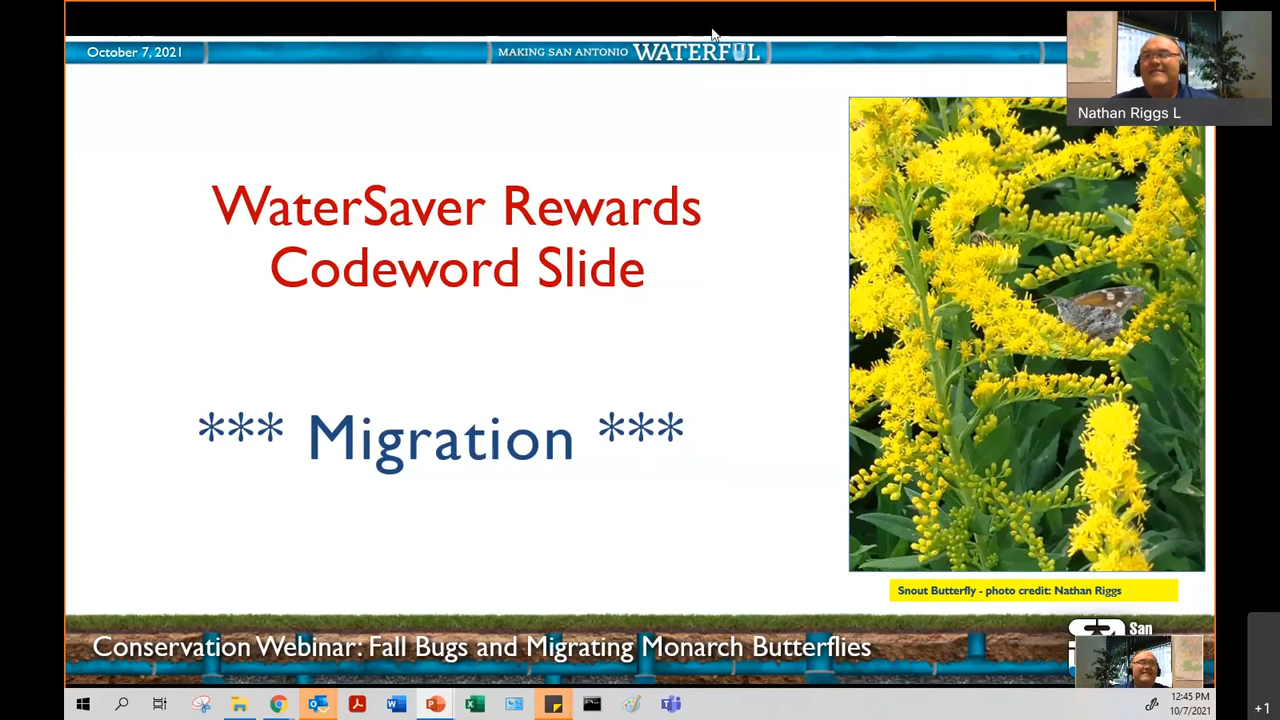 October 7, 2021
MAKING SAN ANTONIO WATERFUL
Nathan Riggs L
WaterSaver Rewards
Codeword Slide
*** Migration ***
Snout Butterfly - photo credit: Nathan Riggs
Conservation Webinar: Fall Bugs and Migrating Monarch Butterflies
San
12:45 PM
10/7/2021
+1